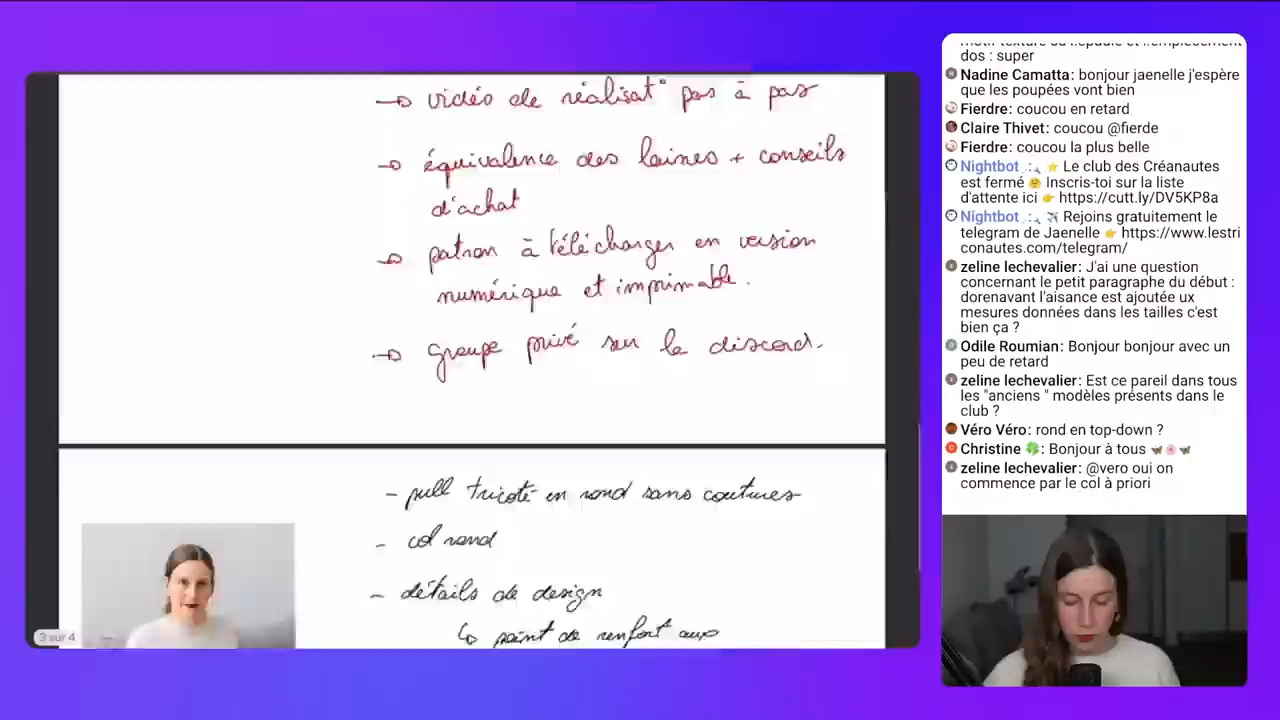 → vidéo de réalisat° pas à pas
→ équivalence des laines + conseils
d'achat
→ patron à télécharger en version
numérique et imprimable.
→ groupe privé sur le discord.
- pull tricoté en rond sans coutures
- col rond
- détails de design
↳ point de renfort aux
3 sur 4
motif texture su l.épaule et l.emplècement
dos : super
Nadine Camatta: bonjour jaenelle j'espère
que les poupées vont bien
Fierdre: coucou en retard
Claire Thivet: coucou @fierde
Fierdre: coucou la plus belle
Nightbot: ⭐ Le club des Créanautes
est fermé 🤗 Inscris-toi sur la liste
d'attente ici 👉 https://cutt.ly/DV5KP8a
Nightbot: ✈️ Rejoins gratuitement le
telegram de Jaenelle 👉 https://www.lestri
conautes.com/telegram/
zeline lechevalier: J'ai une question
concernant le petit paragraphe du début :
dorenavant l'aisance est ajoutée ux
mesures données dans les tailles c'est
bien ça ?
Odile Roumian: Bonjour bonjour avec un
peu de retard
zeline lechevalier: Est ce pareil dans tous
les "anciens " modèles présents dans le
club ?
Véro Véro: rond en top-down ?
Christine 🍀: Bonjour à tous 🦋🌸🦋
zeline lechevalier: @vero oui on
commence par le col à priori